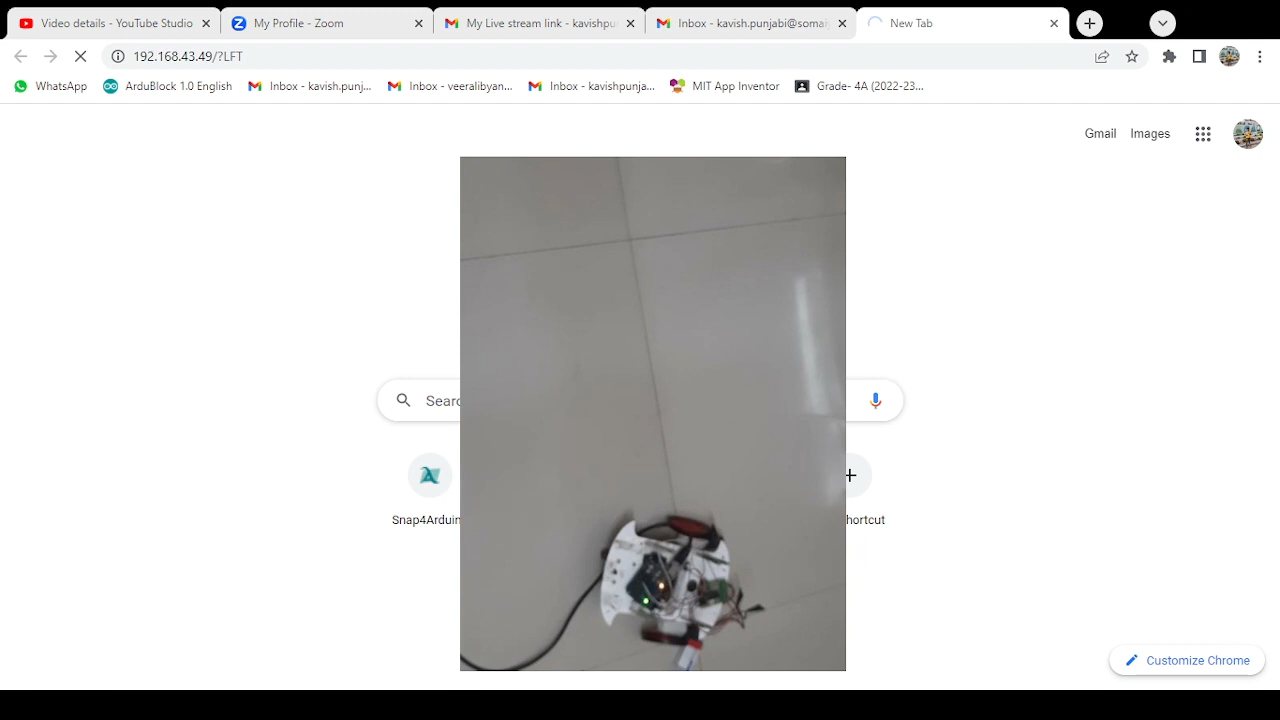 Video details - YouTube Studio
My Profile - Zoom
My Live stream link - kavishpu
Inbox - kavish.punjabi@somai
New Tab
192.168.43.49/?LFT
WhatsApp
ArduBlock 1.0 English
Inbox - kavish.punj...
Inbox - veeralibyan...
Inbox - kavishpunja...
MIT App Inventor
Grade- 4A (2022-23...
Gmail
Images
Sear
Snap4Arduin
hortcut
Customize Chrome